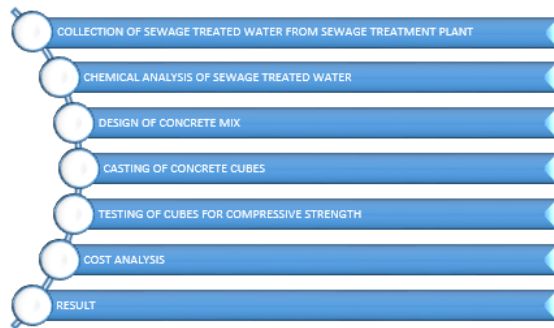 COLLECTION OF SEWAGE TREATED WATER FROM SEWAGE TREATMENT PLANT
CHEMICAL ANALYSIS OF SEWAGE TREATED WATER
DESIGN OF CONCRETE MIX
CASTING OF CONCRETE CUBES
TESTING OF CUBES FOR COMPRESSIVE STRENGTH
COST ANALYSIS
RESULT